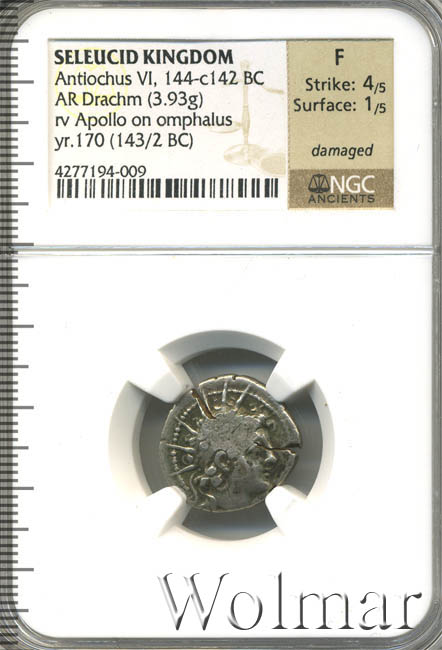 SELEUCID KINGDOM
Antiochus VI, 144-c142 BC
AR Drachm (3.93g)
rv Apollo on omphalus
yr.170 (143/2 BC)
4277194-009
F
Strike: 4/5
Surface: 1/5
damaged
NGC
ANCIENTS
Wolmar